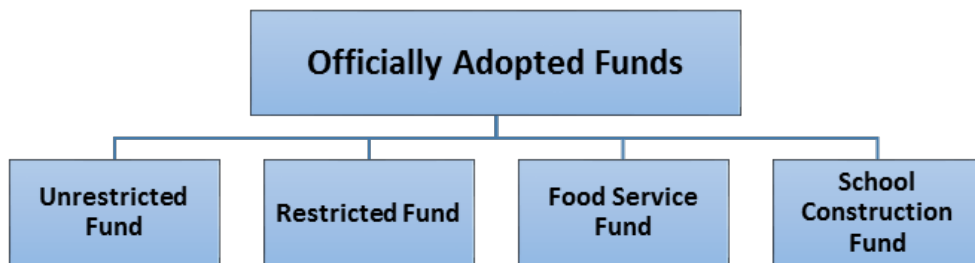 Officially Adopted Funds
Unrestricted
Fund
Restricted Fund
Food Service
Fund
School
Construction
Fund